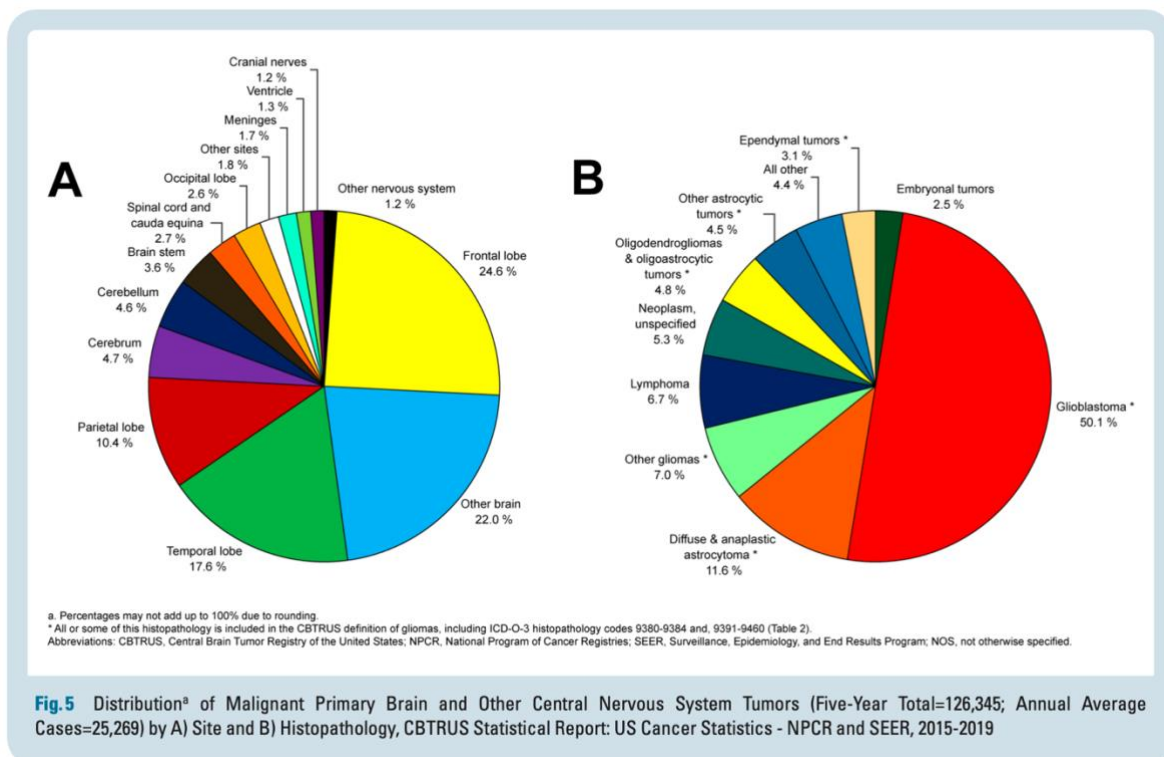 A
Cranial nerves
1.2 %
Ventricle
1.3 %
Meninges
1.7 %
Other sites
1.8 %
Occipital lobe
2.6 %
Spinal cord and
cauda equina
2.7 %
Brain stem
3.6 %
Cerebellum
4.6 %
Cerebrum
4.7 %
Parietal lobe
10.4 %
Temporal lobe
17.6 %
Other nervous system
1.2 %
Frontal lobe
24.6 %
Other brain
22.0 %
B
Ependymal tumors *
3.1 %
All other
4.4 %
Other astrocytic
tumors *
4.5 %
Oligodendrogliomas
& oligoastrocytic
tumors *
4.8 %
Neoplasm,
unspecified
5.3 %
Lymphoma
6.7 %
Other gliomas *
7.0 %
Diffuse & anaplastic
astrocytoma *
11.6 %
Embryonal tumors
2.5 %
Glioblastoma *
50.1 %
a. Percentages may not add up to 100% due to rounding.
* All or some of this histopathology is included in the CBTRUS definition of gliomas, including ICD-O-3 histopathology codes 9380-9384 and, 9391-9460 (Table 2).
Abbreviations: CBTRUS, Central Brain Tumor Registry of the United States; NPCR, National Program of Cancer Registries; SEER, Surveillance, Epidemiology, and End Results Program; NOS, not otherwise specified.
Fig.5 Distributionᵃ of Malignant Primary Brain and Other Central Nervous System Tumors (Five-Year Total=126,345; Annual Average
Cases=25,269) by A) Site and B) Histopathology, CBTRUS Statistical Report: US Cancer Statistics - NPCR and SEER, 2015-2019